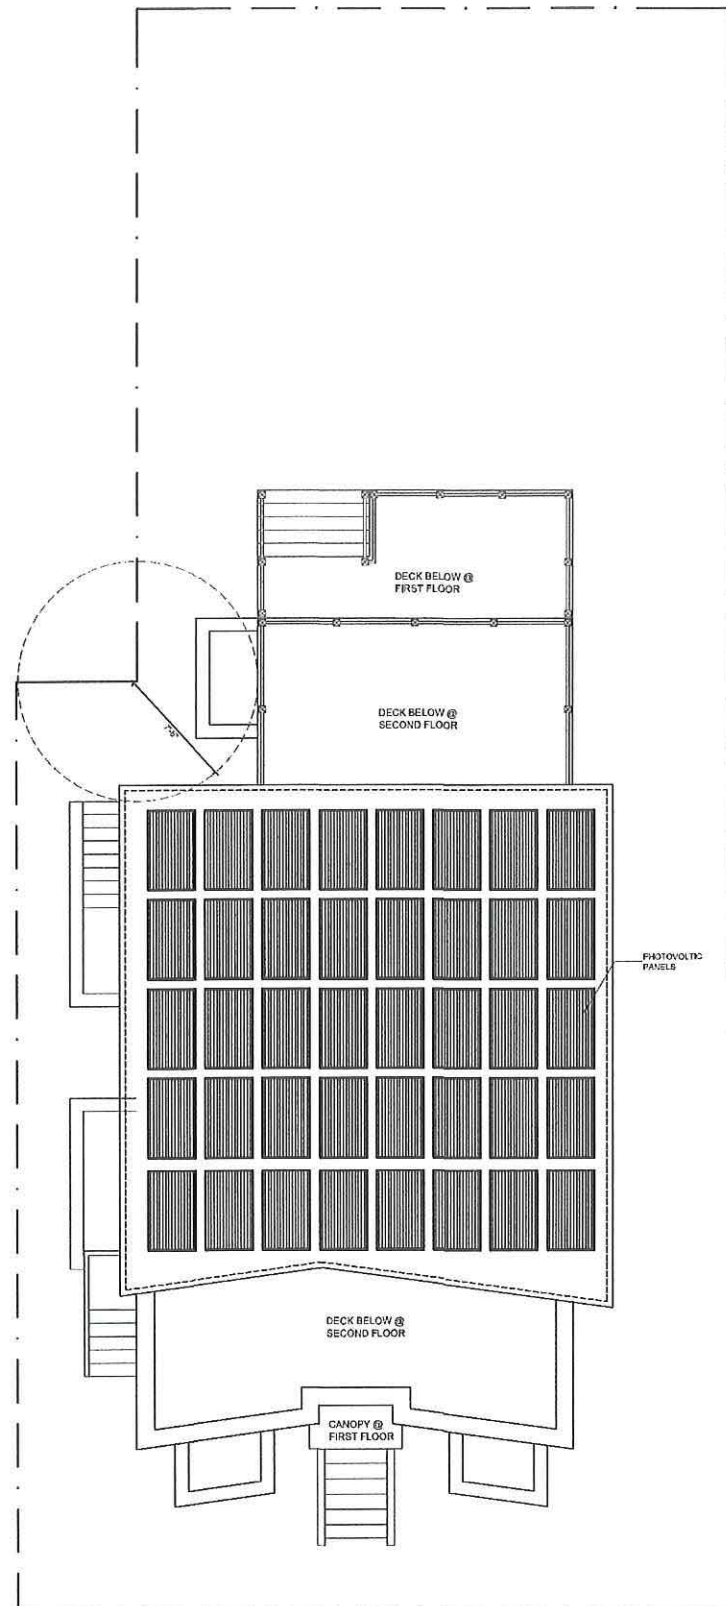 DECK BELOW @
FIRST FLOOR
DECK BELOW @
SECOND FLOOR
PHOTOVOLTIC
PANELS
DECK BELOW @
SECOND FLOOR
CANOPY @
FIRST FLOOR